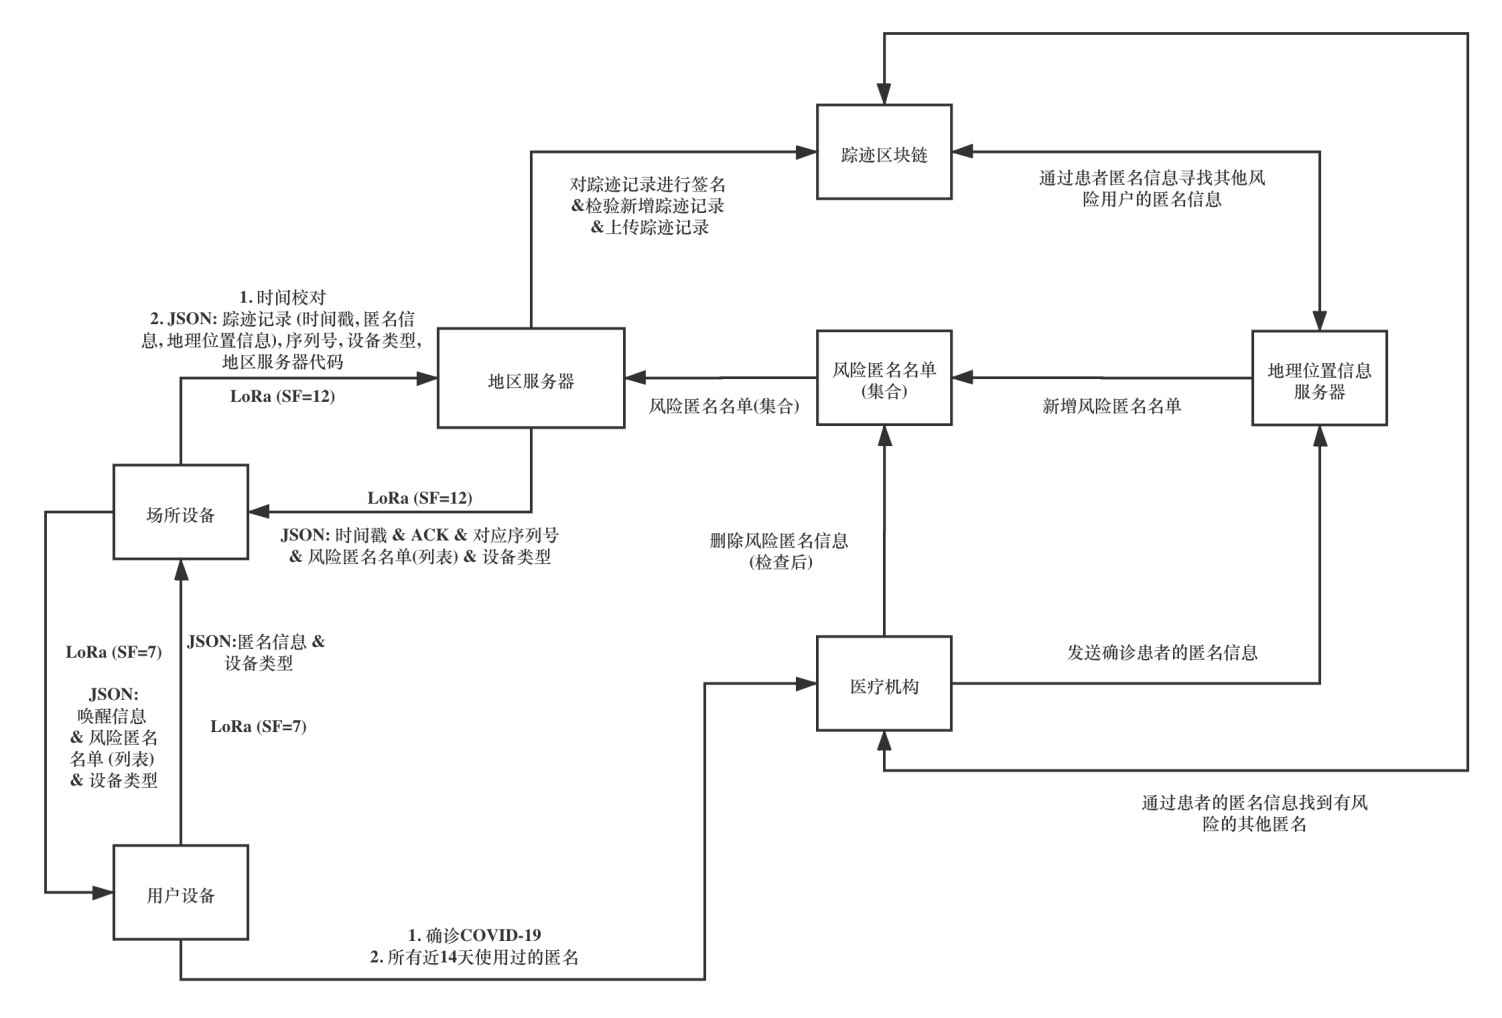 踪迹区块链
对踪迹记录进行签名
&检验新增踪迹记录
&上传踪迹记录
通过患者匿名信息寻找其他风
险用户的匿名信息
1. 时间校对
2. JSON: 踪迹记录 (时间戳, 匿名信
息, 地理位置信息), 序列号, 设备类型,
地区服务器代码
LoRa (SF=12)
地区服务器
风险匿名名单(集合)
风险匿名名单
(集合)
新增风险匿名名单
地理位置信息
服务器
场所设备
LoRa (SF=12)
JSON: 时间戳 & ACK & 对应序列号
& 风险匿名名单(列表) & 设备类型
删除风险匿名信息
(检查后)
LoRa (SF=7)
JSON:
唤醒信息
& 风险匿名
名单 (列表)
& 设备类型
JSON:匿名信息 &
设备类型
LoRa (SF=7)
医疗机构
发送确诊患者的匿名信息
通过患者的匿名信息找到有风
险的其他匿名
用户设备
1. 确诊COVID-19
2. 所有近14天使用过的匿名